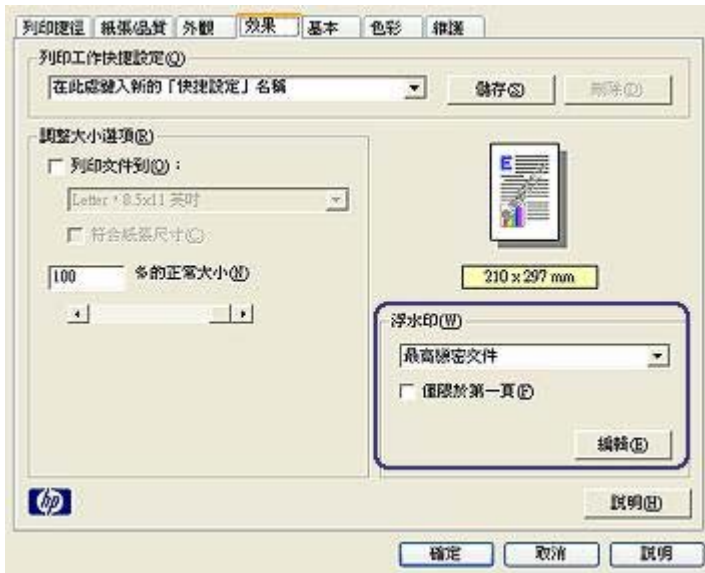 列印捷徑 紙張/品質 外觀 效果 基本 色彩 維護
列印工作快捷設定(Q)
在此處鍵入新的「快捷設定」名稱
儲存(S)
刪除(D)
調整大小選項(R)
列印文件到(O)：
Letter，8.5x11 英吋
符合紙張尺寸(C)
100
%的正常大小(N)
E
210 x 297 mm
浮水印(W)
最高機密文件
僅限於第一頁(F)
編輯(E)
hp
說明(H)
確定 取消 說明